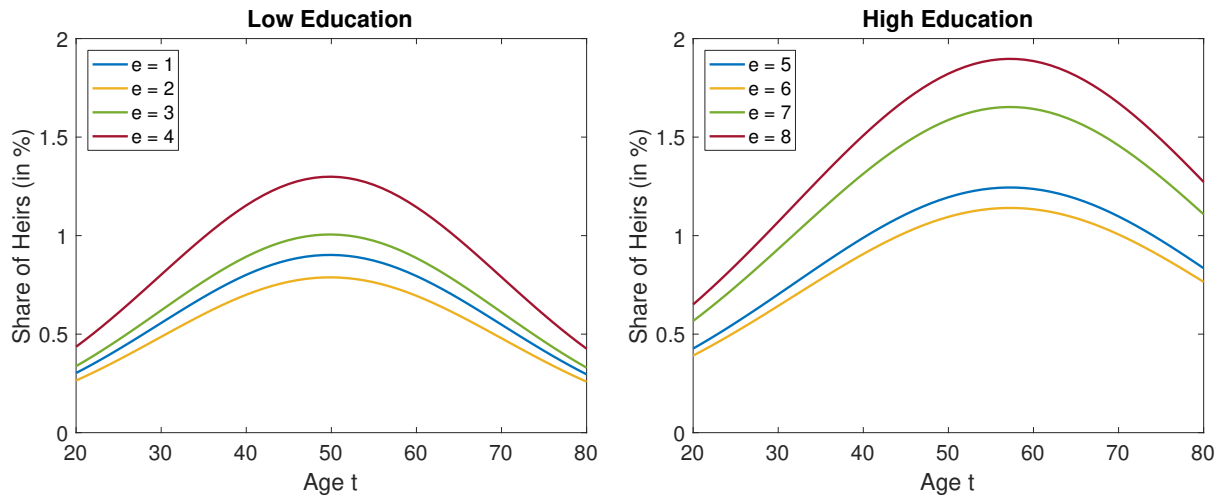 Low Education
2
1.5
1
0.5
0
e = 1
e = 2
e = 3
e = 4
Share of Heirs (in %)
20 30 40 50 60 70 80
Age t
High Education
2
1.5
1
0.5
0
e = 5
e = 6
e = 7
e = 8
Share of Heirs (in %)
20 30 40 50 60 70 80
Age t